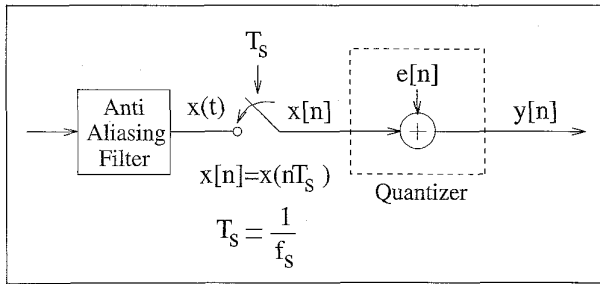 T_S
e[n]
Anti
Aliasing
Filter
x(t)
x[n]
y[n]
+
x[n]=x(nT_S)
Quantizer
T_S = 1/f_S